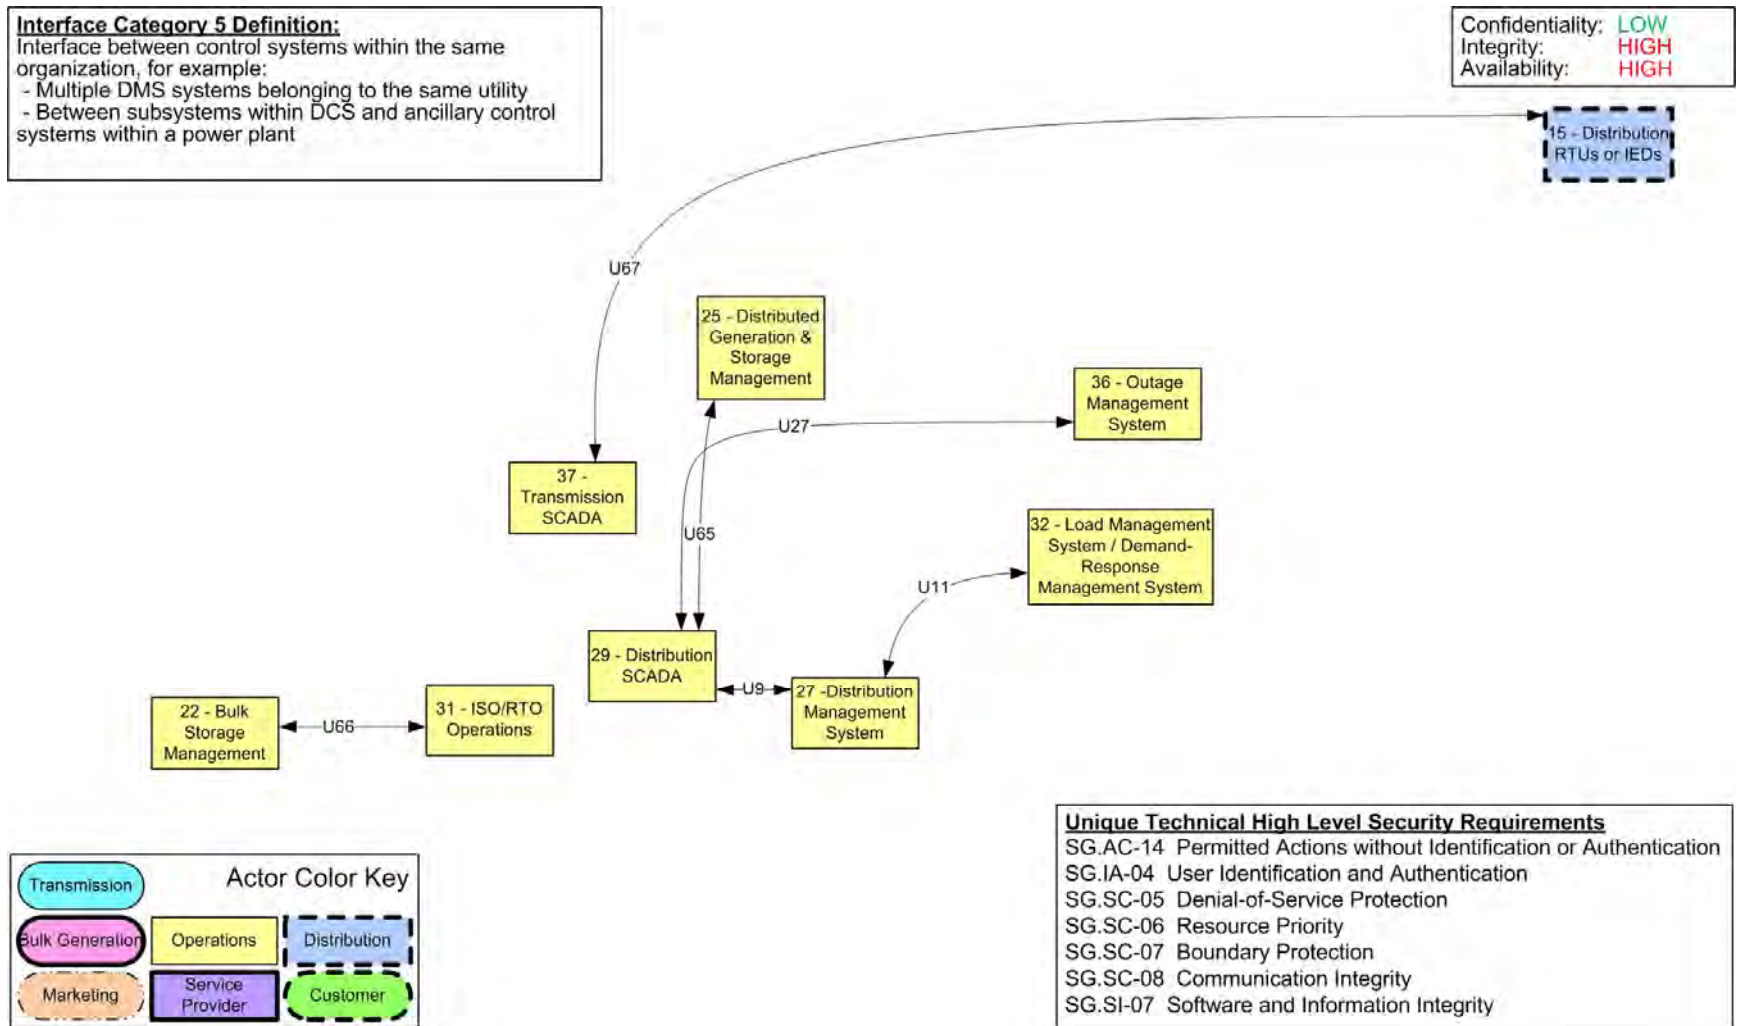 Interface Category 5 Definition:
Interface between control systems within the same
organization, for example:
- Multiple DMS systems belonging to the same utility
- Between subsystems within DCS and ancillary control
systems within a power plant
Confidentiality: LOW
Integrity: HIGH
Availability: HIGH
15 - Distribution
RTUs or IEDs
U67
25 - Distributed
Generation &
Storage
Management
36 - Outage
Management
System
U27
37 -
Transmission
SCADA
U65
32 - Load Management
System / Demand-
Response
Management System
U11
29 - Distribution
SCADA
U9
27 -Distribution
Management
System
22 - Bulk
Storage
Management
U66
31 - ISO/RTO
Operations
Unique Technical High Level Security Requirements
SG.AC-14 Permitted Actions without Identification or Authentication
SG.IA-04 User Identification and Authentication
SG.SC-05 Denial-of-Service Protection
SG.SC-06 Resource Priority
SG.SC-07 Boundary Protection
SG.SC-08 Communication Integrity
SG.SI-07 Software and Information Integrity
Actor Color Key
Transmission
Bulk Generation
Operations
Distribution
Marketing
Service
Provider
Customer